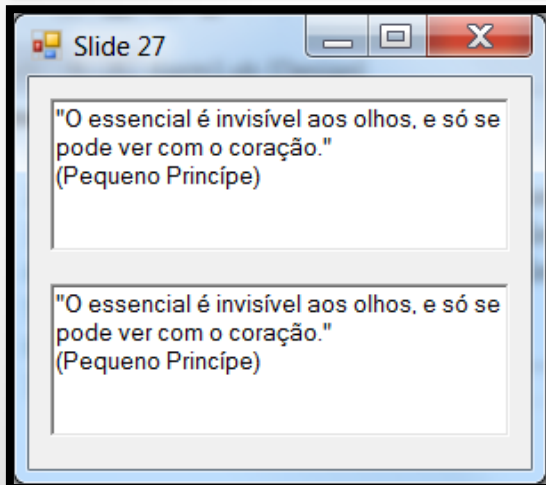 Slide 27
"O essencial é invisível aos olhos, e só se
pode ver com o coração."
(Pequeno Princípe)
"O essencial é invisível aos olhos, e só se
pode ver com o coração."
(Pequeno Princípe)